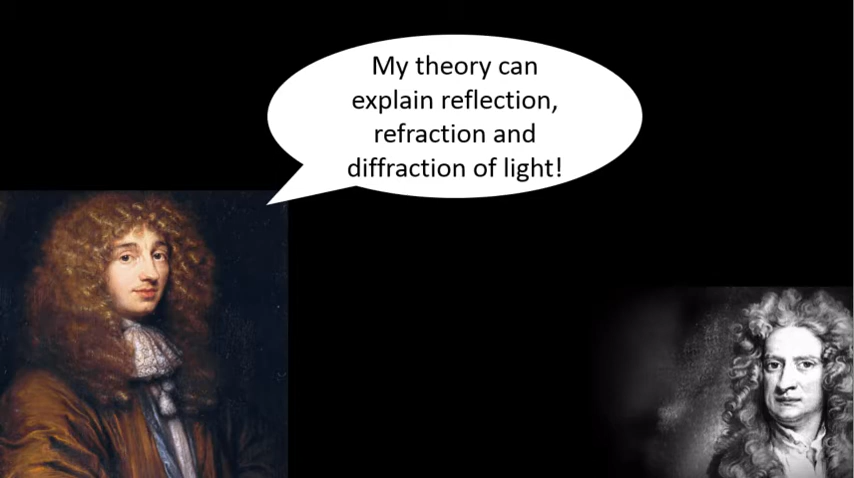 My theory can
explain reflection,
refraction and
diffraction of light!